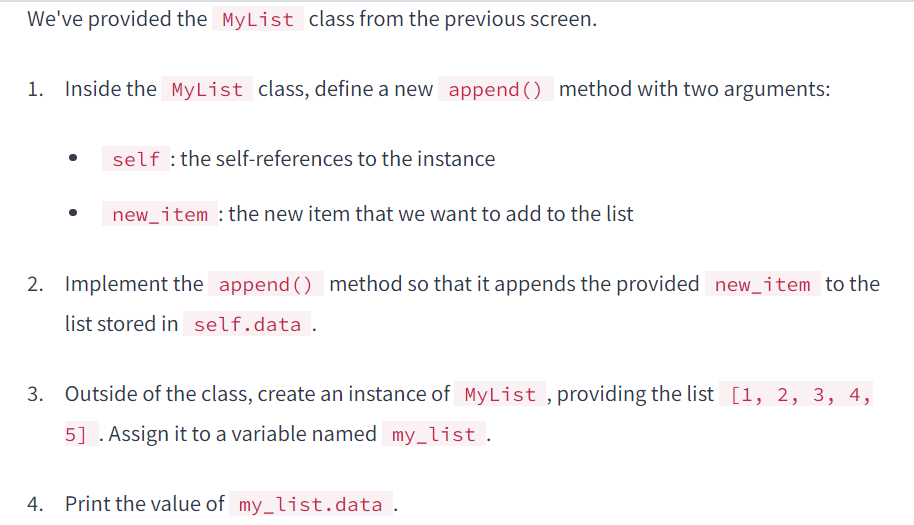 We've provided the MyList class from the previous screen.
1. Inside the MyList class, define a new append() method with two arguments:
• self : the self-references to the instance
• new_item : the new item that we want to add to the list
2. Implement the append() method so that it appends the provided new_item to the
list stored in self.data .
3. Outside of the class, create an instance of MyList , providing the list [1, 2, 3, 4,
5] . Assign it to a variable named my_list .
4. Print the value of my_list.data .